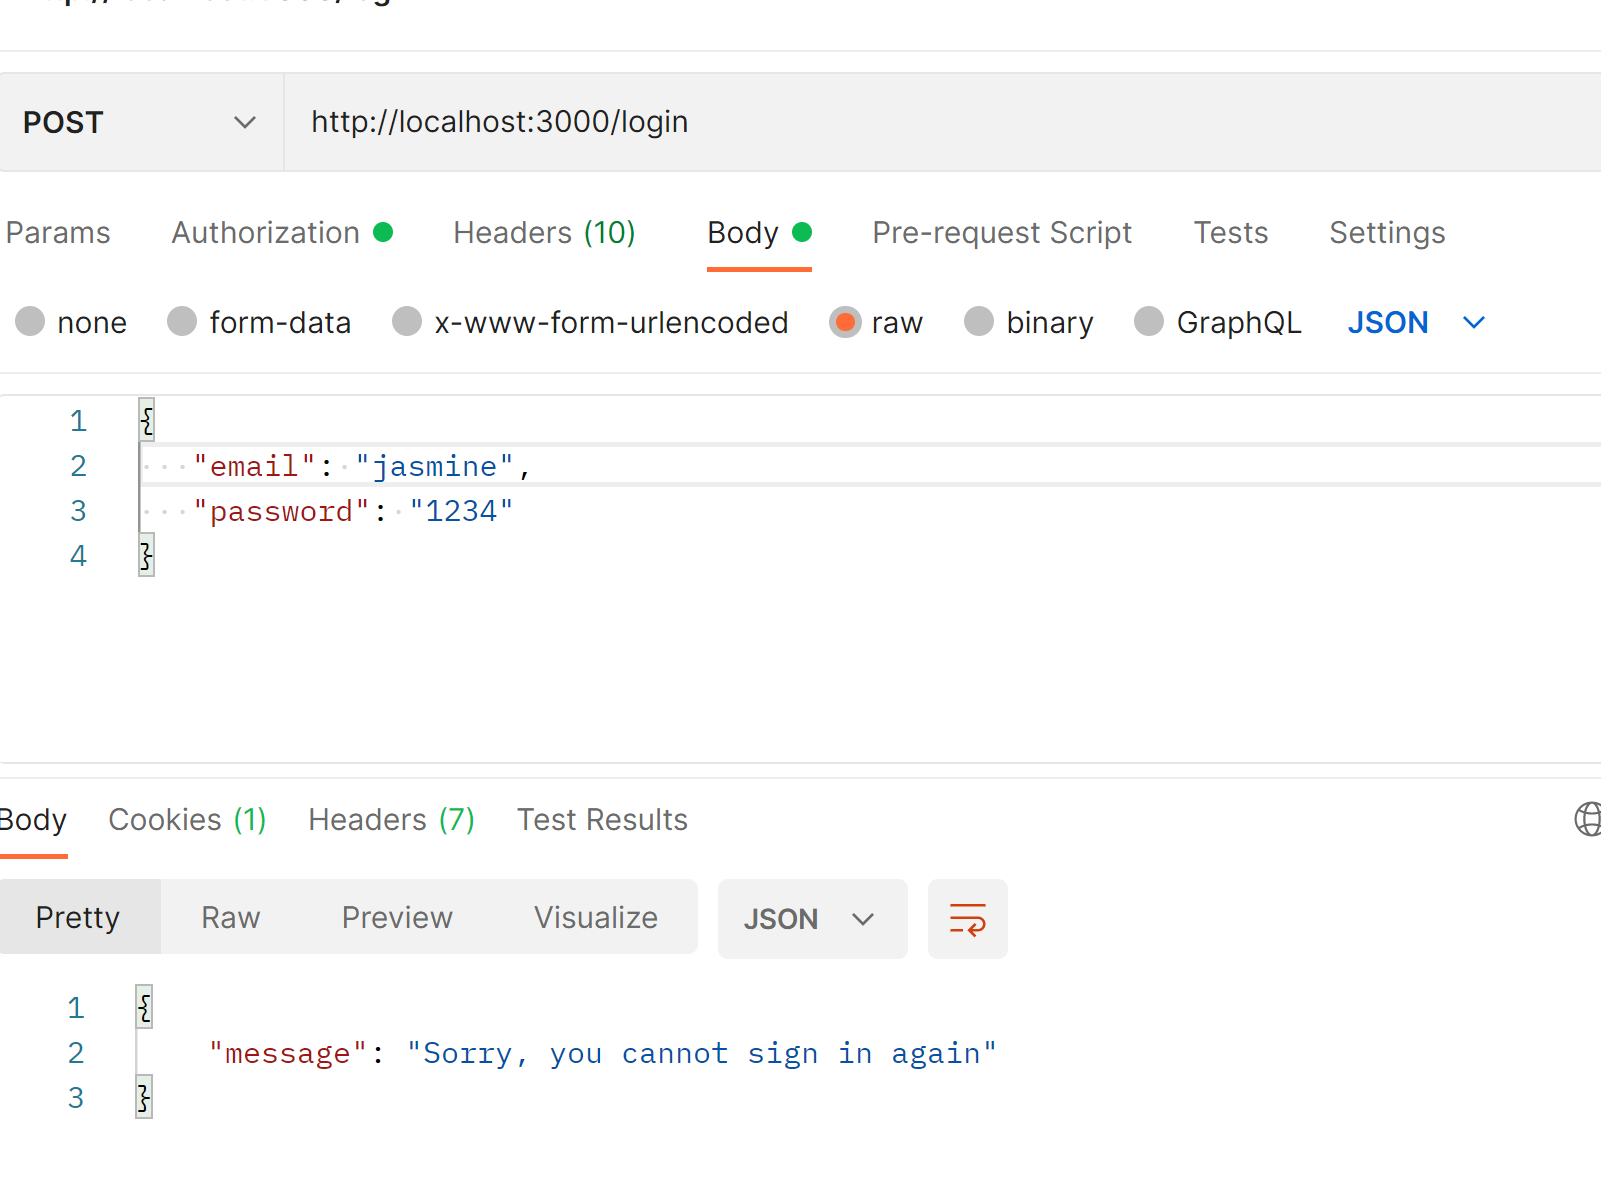 POST http://localhost:3000/login
Params Authorization Headers (10) Body Pre-request Script Tests Settings
none form-data x-www-form-urlencoded raw binary GraphQL JSON
1 {
2 "email": "jasmine",
3 "password": "1234"
4 }
Body Cookies (1) Headers (7) Test Results
Pretty Raw Preview Visualize JSON
1 {
2 "message": "Sorry, you cannot sign in again"
3 }